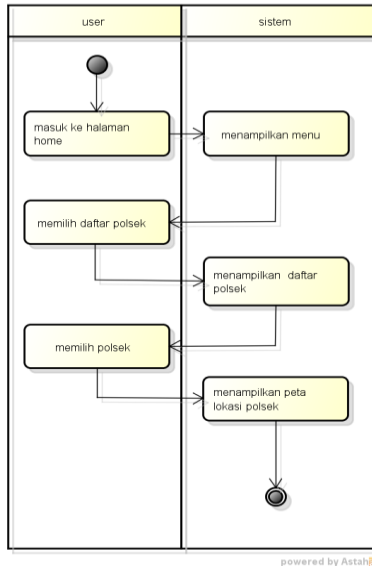 user
sistem
masuk ke halaman
home
menampilkan menu
memilih daftar polsek
menampilkan daftar
polsek
memilih polsek
menampilkan peta
lokasi polsek
powered by Astah